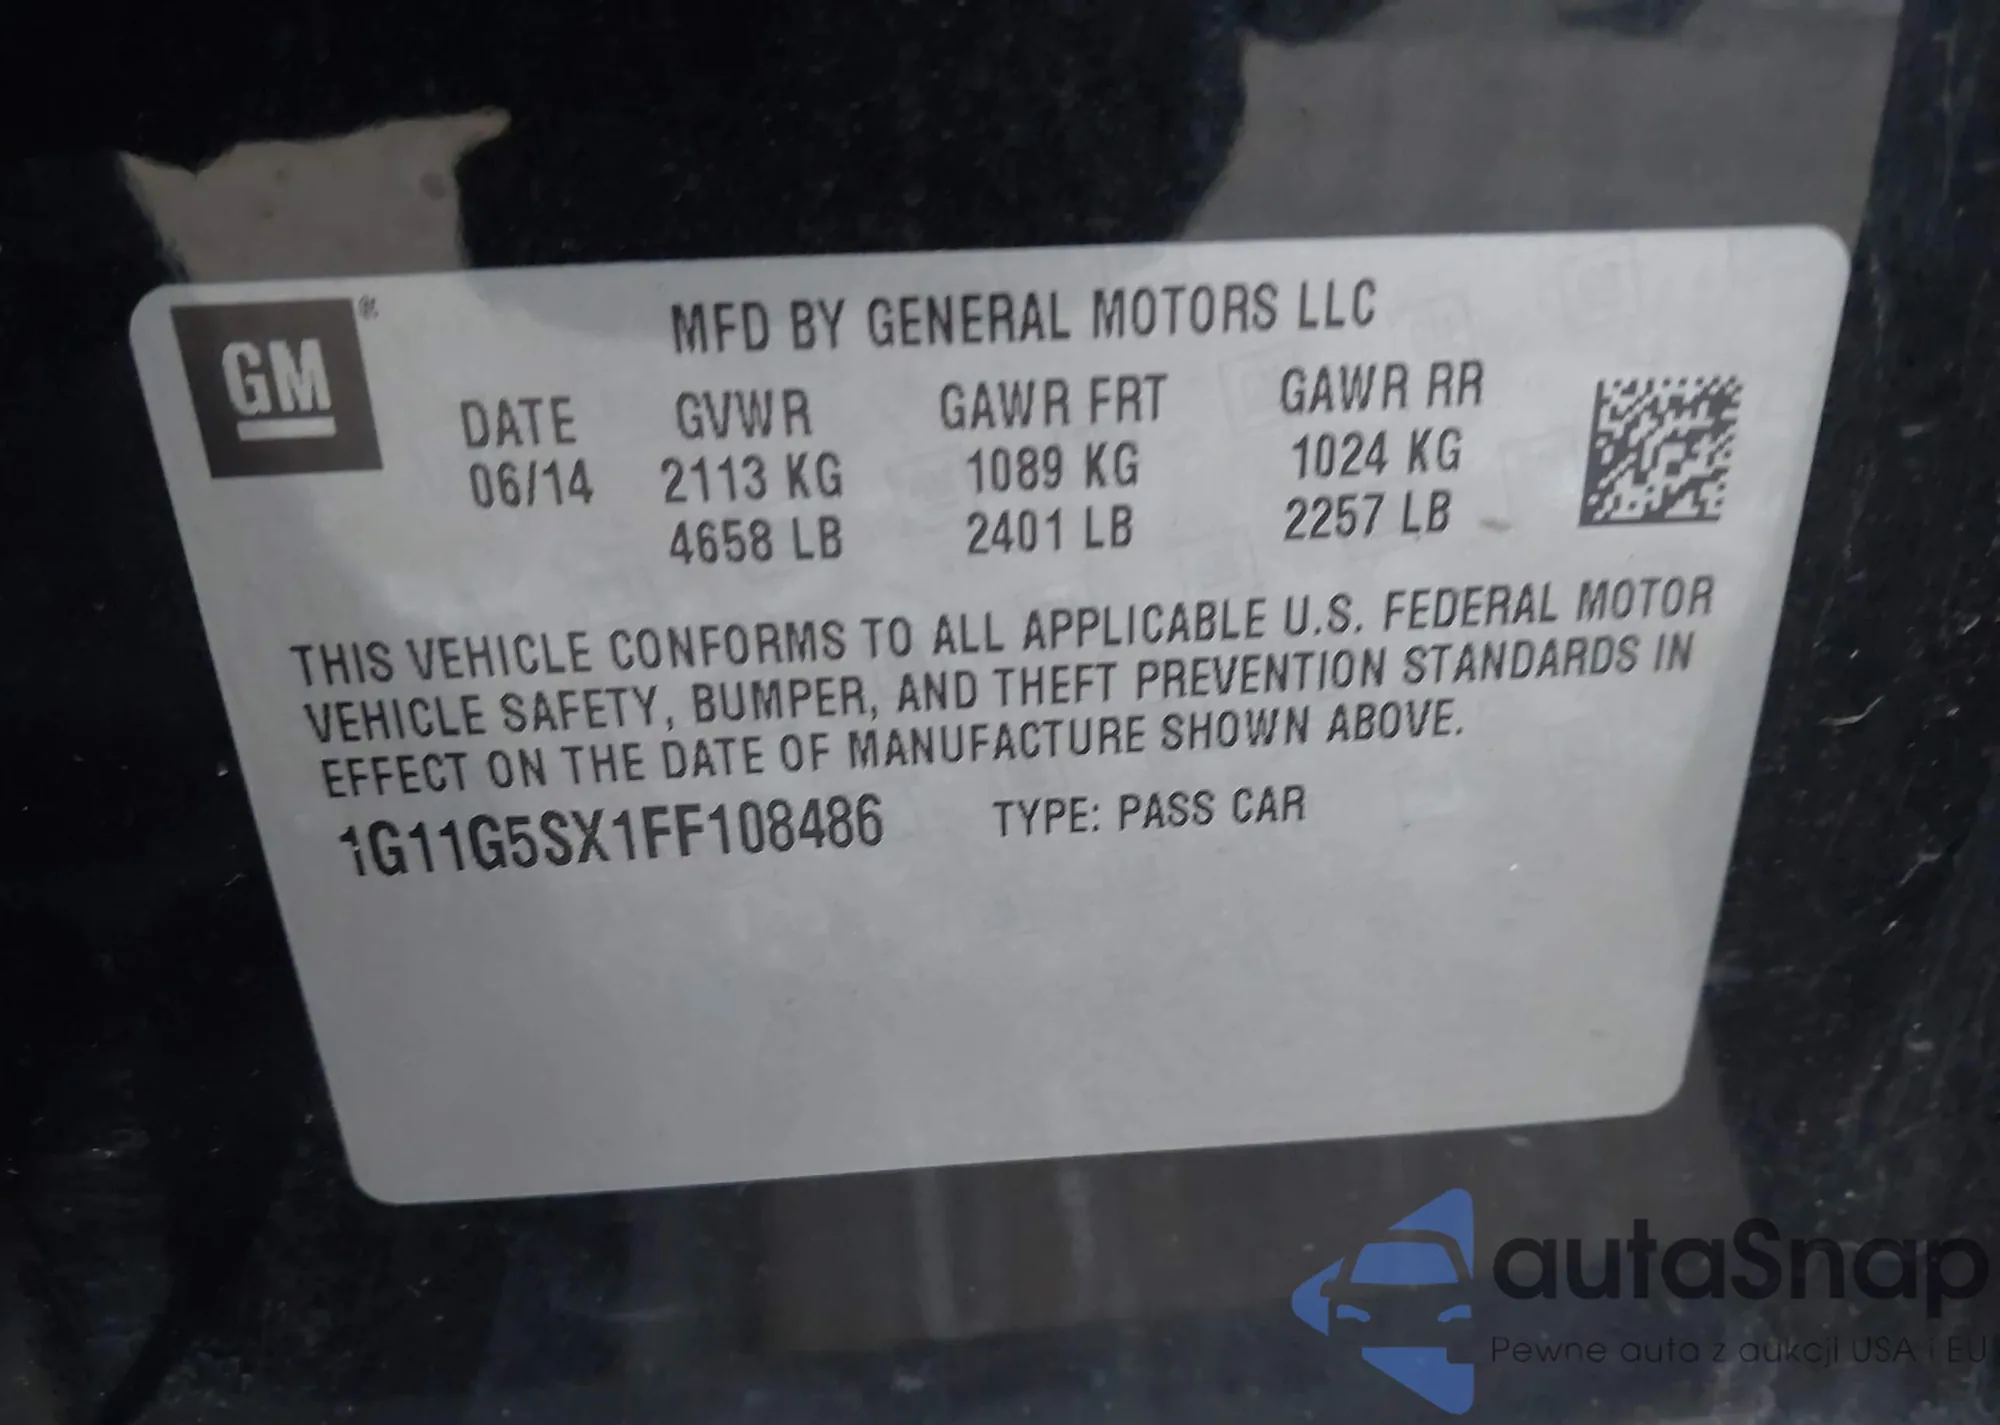 GM®
MFD BY GENERAL MOTORS LLC
DATE GVWR GAWR FRT GAWR RR
06/14 2113 KG 1089 KG 1024 KG
4658 LB 2401 LB 2257 LB
THIS VEHICLE CONFORMS TO ALL APPLICABLE U.S. FEDERAL MOTOR
VEHICLE SAFETY, BUMPER, AND THEFT PREVENTION STANDARDS IN
EFFECT ON THE DATE OF MANUFACTURE SHOWN ABOVE.
1G11G5SX1FF108486 TYPE: PASS CAR
autaSnap
Pewne auta z aukcji USA i EU